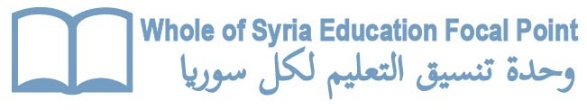 Whole of Syria Education Focal Point
وحدة تنسيق التعليم لكل سوريا